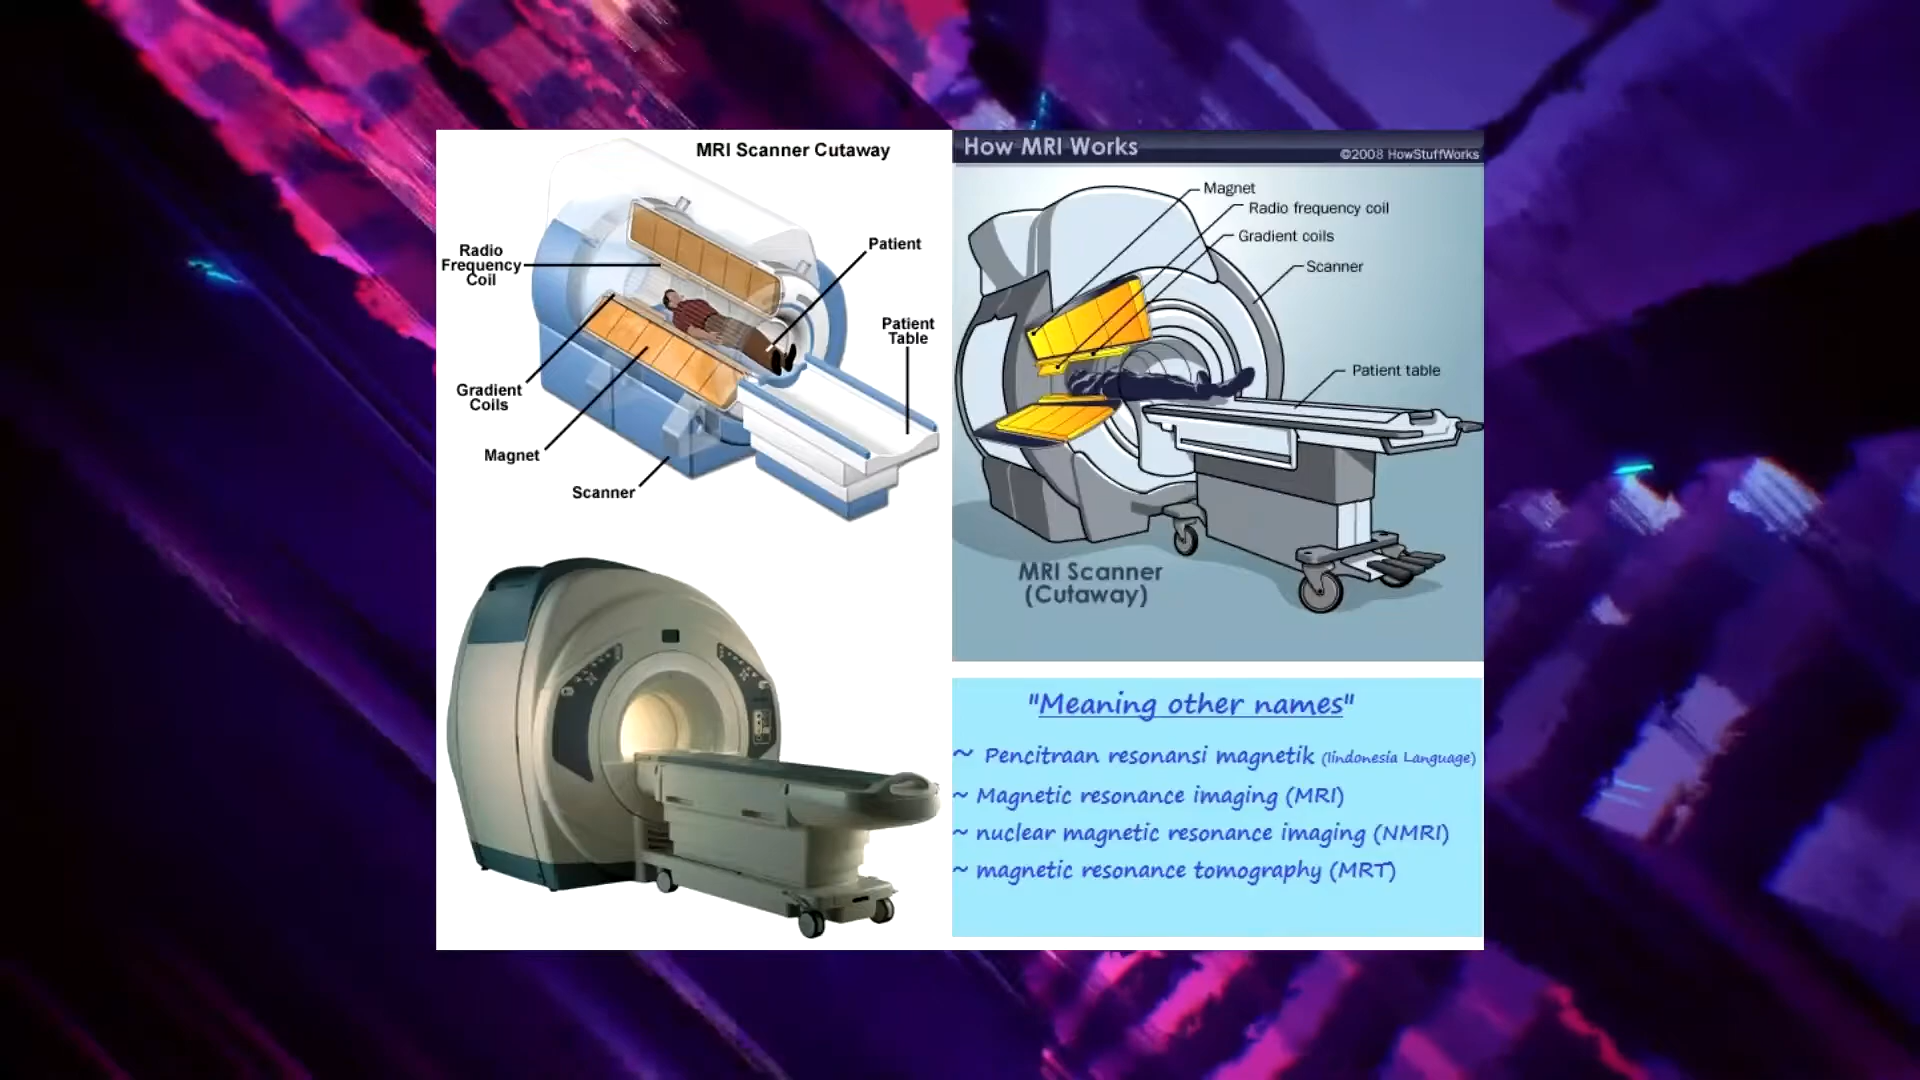 MRI Scanner Cutaway
Radio
Frequency
Coil
Patient
Patient
Table
Gradient
Coils
Magnet
Scanner
How MRI Works
©2008 HowStuffWorks
Magnet
Radio frequency coil
Gradient coils
Scanner
Patient table
MRI Scanner
(Cutaway)
"Meaning other names"
~ Pencitraan resonansi magnetik (Iindonesia Language)
~ Magnetic resonance imaging (MRI)
~ nuclear magnetic resonance imaging (NMRI)
~ magnetic resonance tomography (MRT)